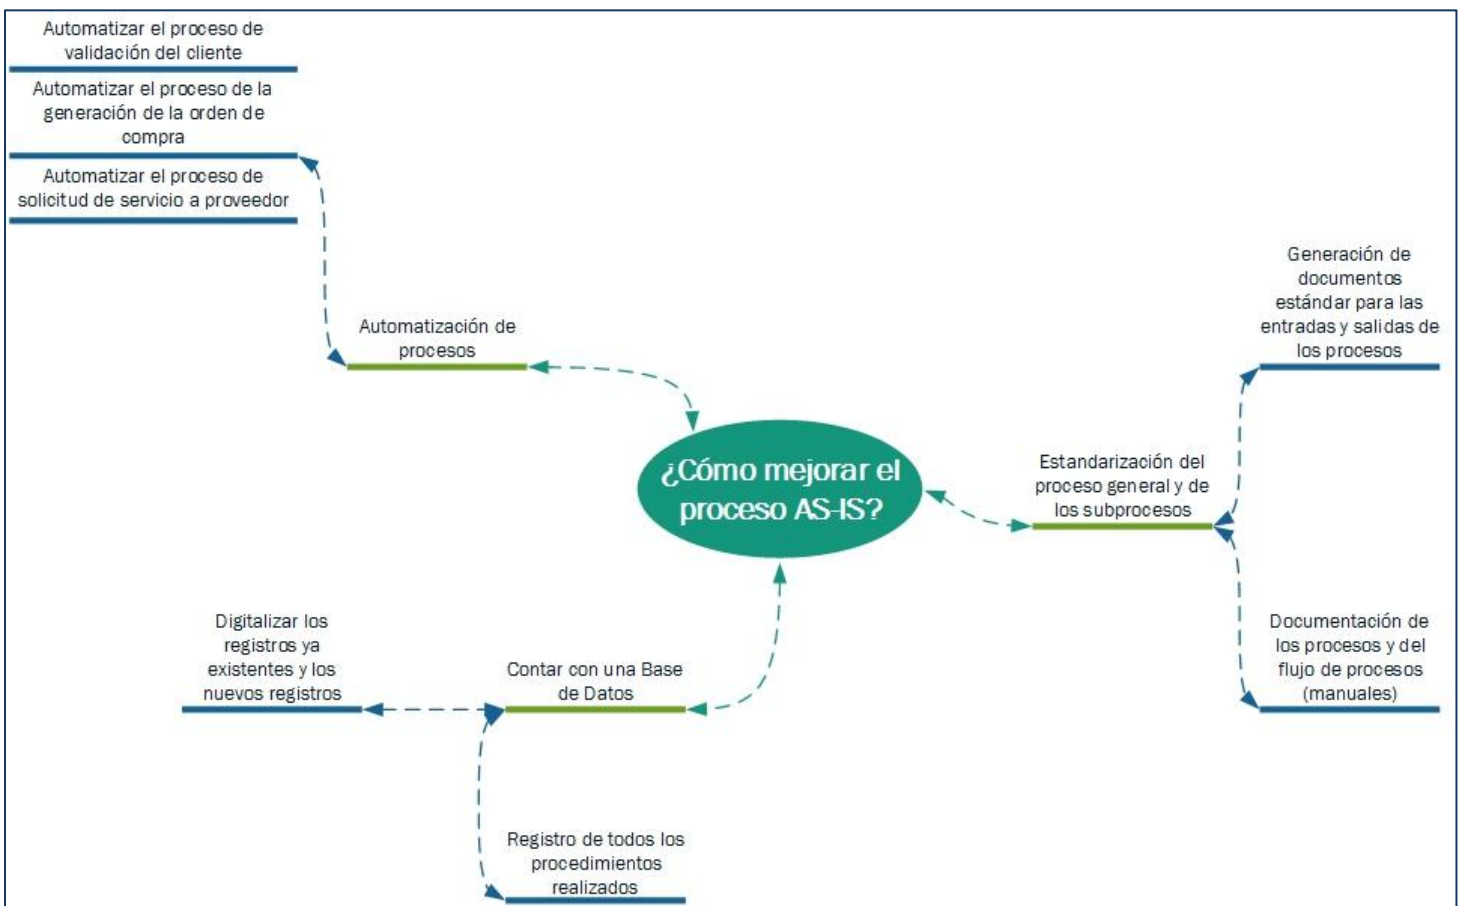 Automatizar el proceso de
validación del cliente
Automatizar el proceso de la
generación de la orden de
compra
Automatizar el proceso de
solicitud de servicio a proveedor
Automatización de
procesos
¿Cómo mejorar el
proceso AS-IS?
Generación de
documentos
estándar para las
entradas y salidas de
los procesos
Estandarización del
proceso general y de
los subprocesos
Documentación de
los procesos y del
flujo de procesos
(manuales)
Digitalizar los
registros ya
existentes y los
nuevos registros
Contar con una Base
de Datos
Registro de todos los
procedimientos
realizados